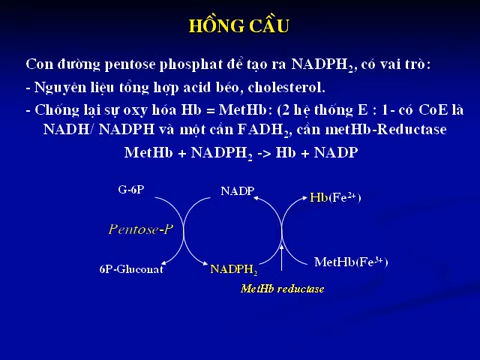 HỒNG CẦU
Con đường pentose phosphat để tạo ra NADPH₂, có vai trò:
- Nguyên liệu tổng hợp acid béo, cholesterol.
- Chống lại sự oxy hóa Hb = MetHb: (2 hệ thống E : 1- có CoE là
NADH/ NADPH và một cần FADH₂, cần metHb-Reductase
MetHb + NADPH₂ -> Hb + NADP
G-6P
NADP
Hb(Fe²⁺)
Pentose-P
6P-Gluconat
NADPH₂
MetHb(Fe³⁺)
MetHb reductase